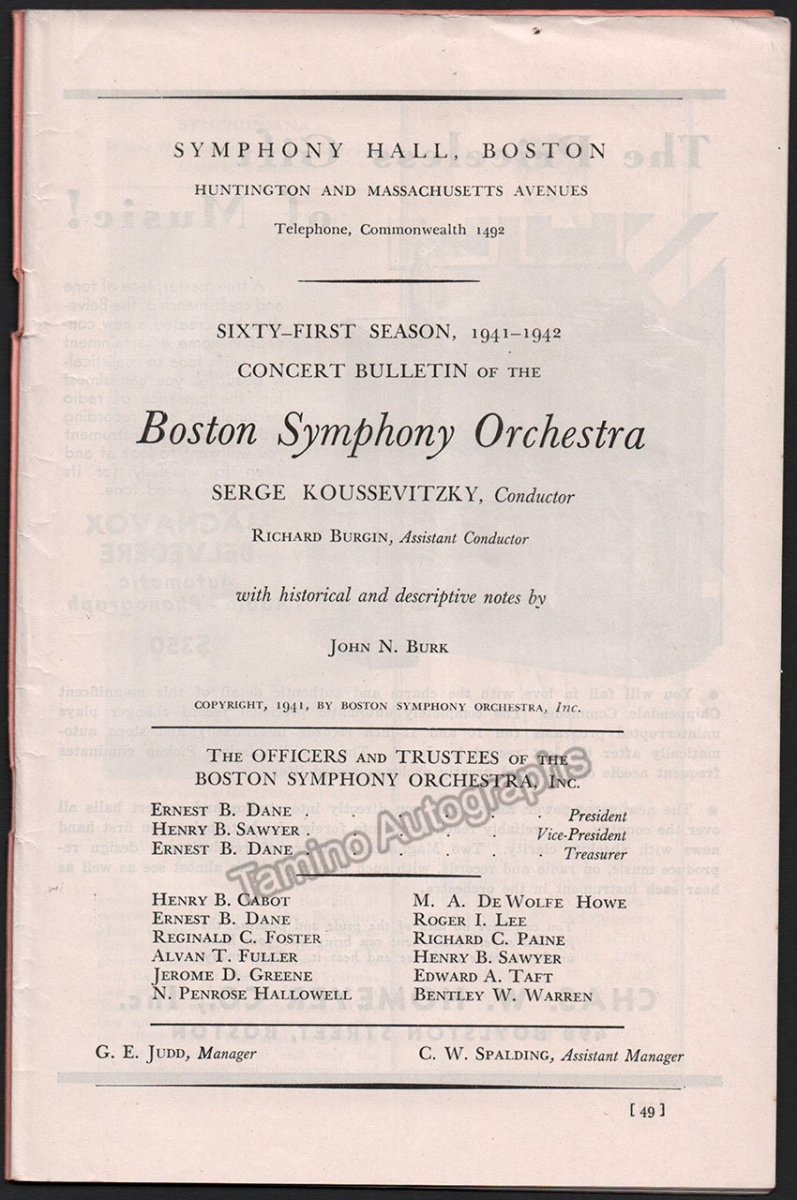 SYMPHONY HALL, BOSTON
HUNTINGTON AND MASSACHUSETTS AVENUES
Telephone, Commonwealth 1492
SIXTY–FIRST SEASON, 1941–1942
CONCERT BULLETIN OF THE
Boston Symphony Orchestra
SERGE KOUSSEVITZKY, Conductor
RICHARD BURGIN, Assistant Conductor
with historical and descriptive notes by
JOHN N. BURK
COPYRIGHT, 1941, BY BOSTON SYMPHONY ORCHESTRA, Inc.
THE OFFICERS AND TRUSTEES OF THE
BOSTON SYMPHONY ORCHESTRA, INC.
ERNEST B. DANE . . . . . . President
HENRY B. SAWYER . . . . . . Vice-President
ERNEST B. DANE . . . . . . Treasurer
Tamino Autographs
HENRY B. CABOT M. A. DE WOLFE HOWE
ERNEST B. DANE ROGER I. LEE
REGINALD C. FOSTER RICHARD C. PAINE
ALVAN T. FULLER HENRY B. SAWYER
JEROME D. GREENE EDWARD A. TAFT
N. PENROSE HALLOWELL BENTLEY W. WARREN
G. E. JUDD, Manager C. W. SPALDING, Assistant Manager
[ 49 ]